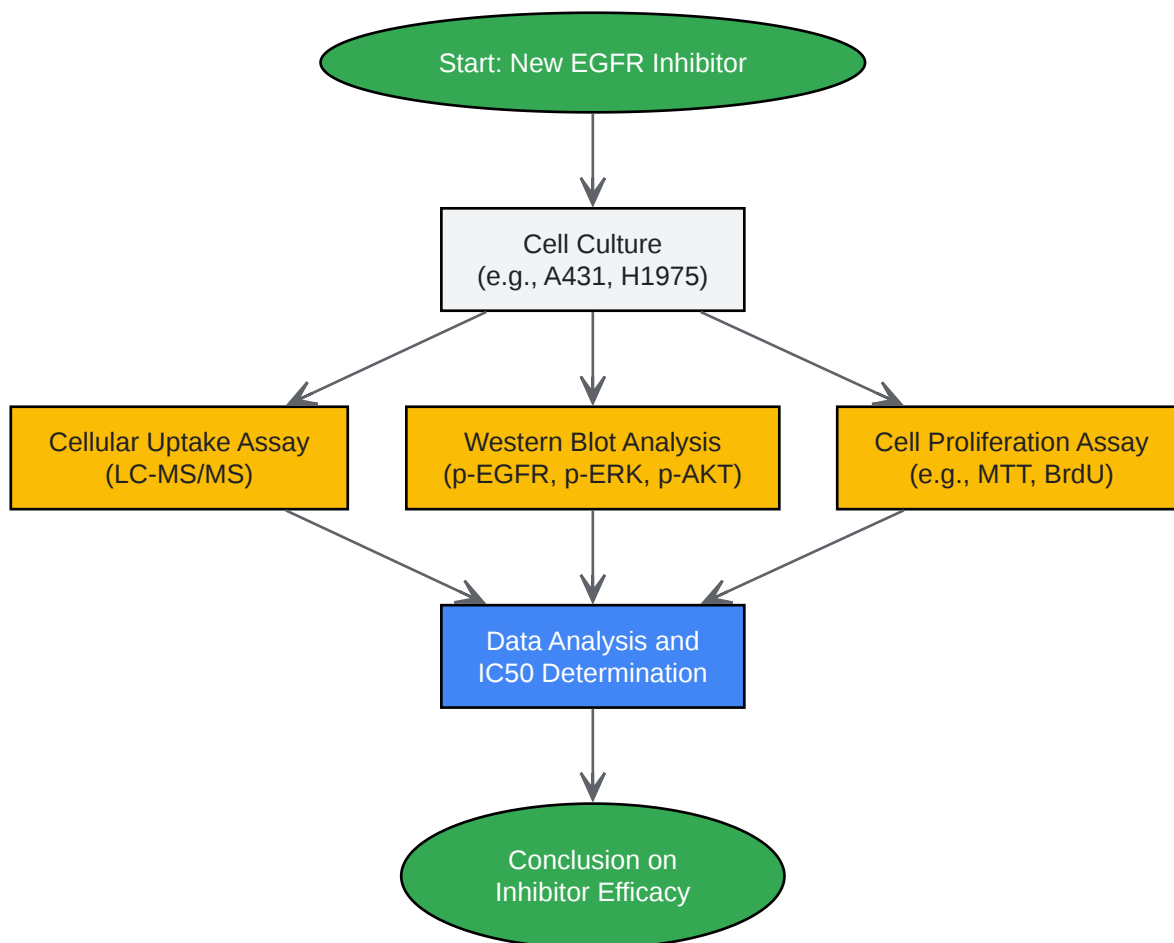 Start: New EGFR Inhibitor
Cell Culture
(e.g., A431, H1975)
Cellular Uptake Assay
(LC-MS/MS)
Western Blot Analysis
(p-EGFR, p-ERK, p-AKT)
Cell Proliferation Assay
(e.g., MTT, BrdU)
Data Analysis and
IC50 Determination
Conclusion on
Inhibitor Efficacy